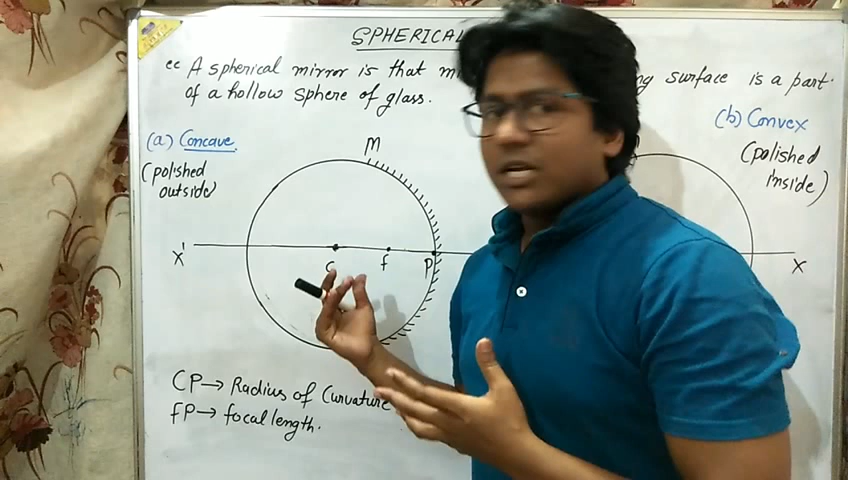 SPHERICAL
" A spherical mirror is that surface is a part
of a hollow sphere of glass.
(a) Concave
(polished
outside)
M
(b) Convex
(polished
inside)
X'
C
f
P
X
CP→ Radius of Curvature
fP→ focal length.